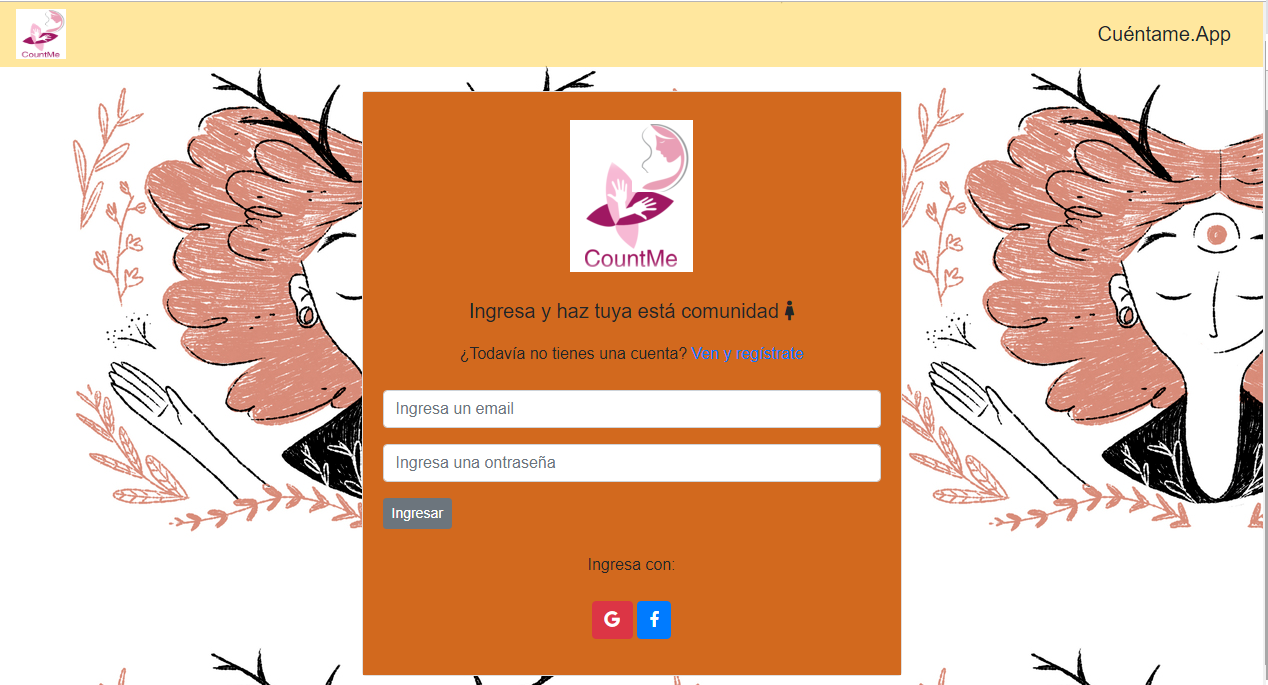 CountMe
Cuéntame.App
CountMe
Ingresa y haz tuya está comunidad
¿Todavía no tienes una cuenta? Ven y regístrate
Ingresa un email
Ingresa una ontraseña
Ingresar
Ingresa con:
G f